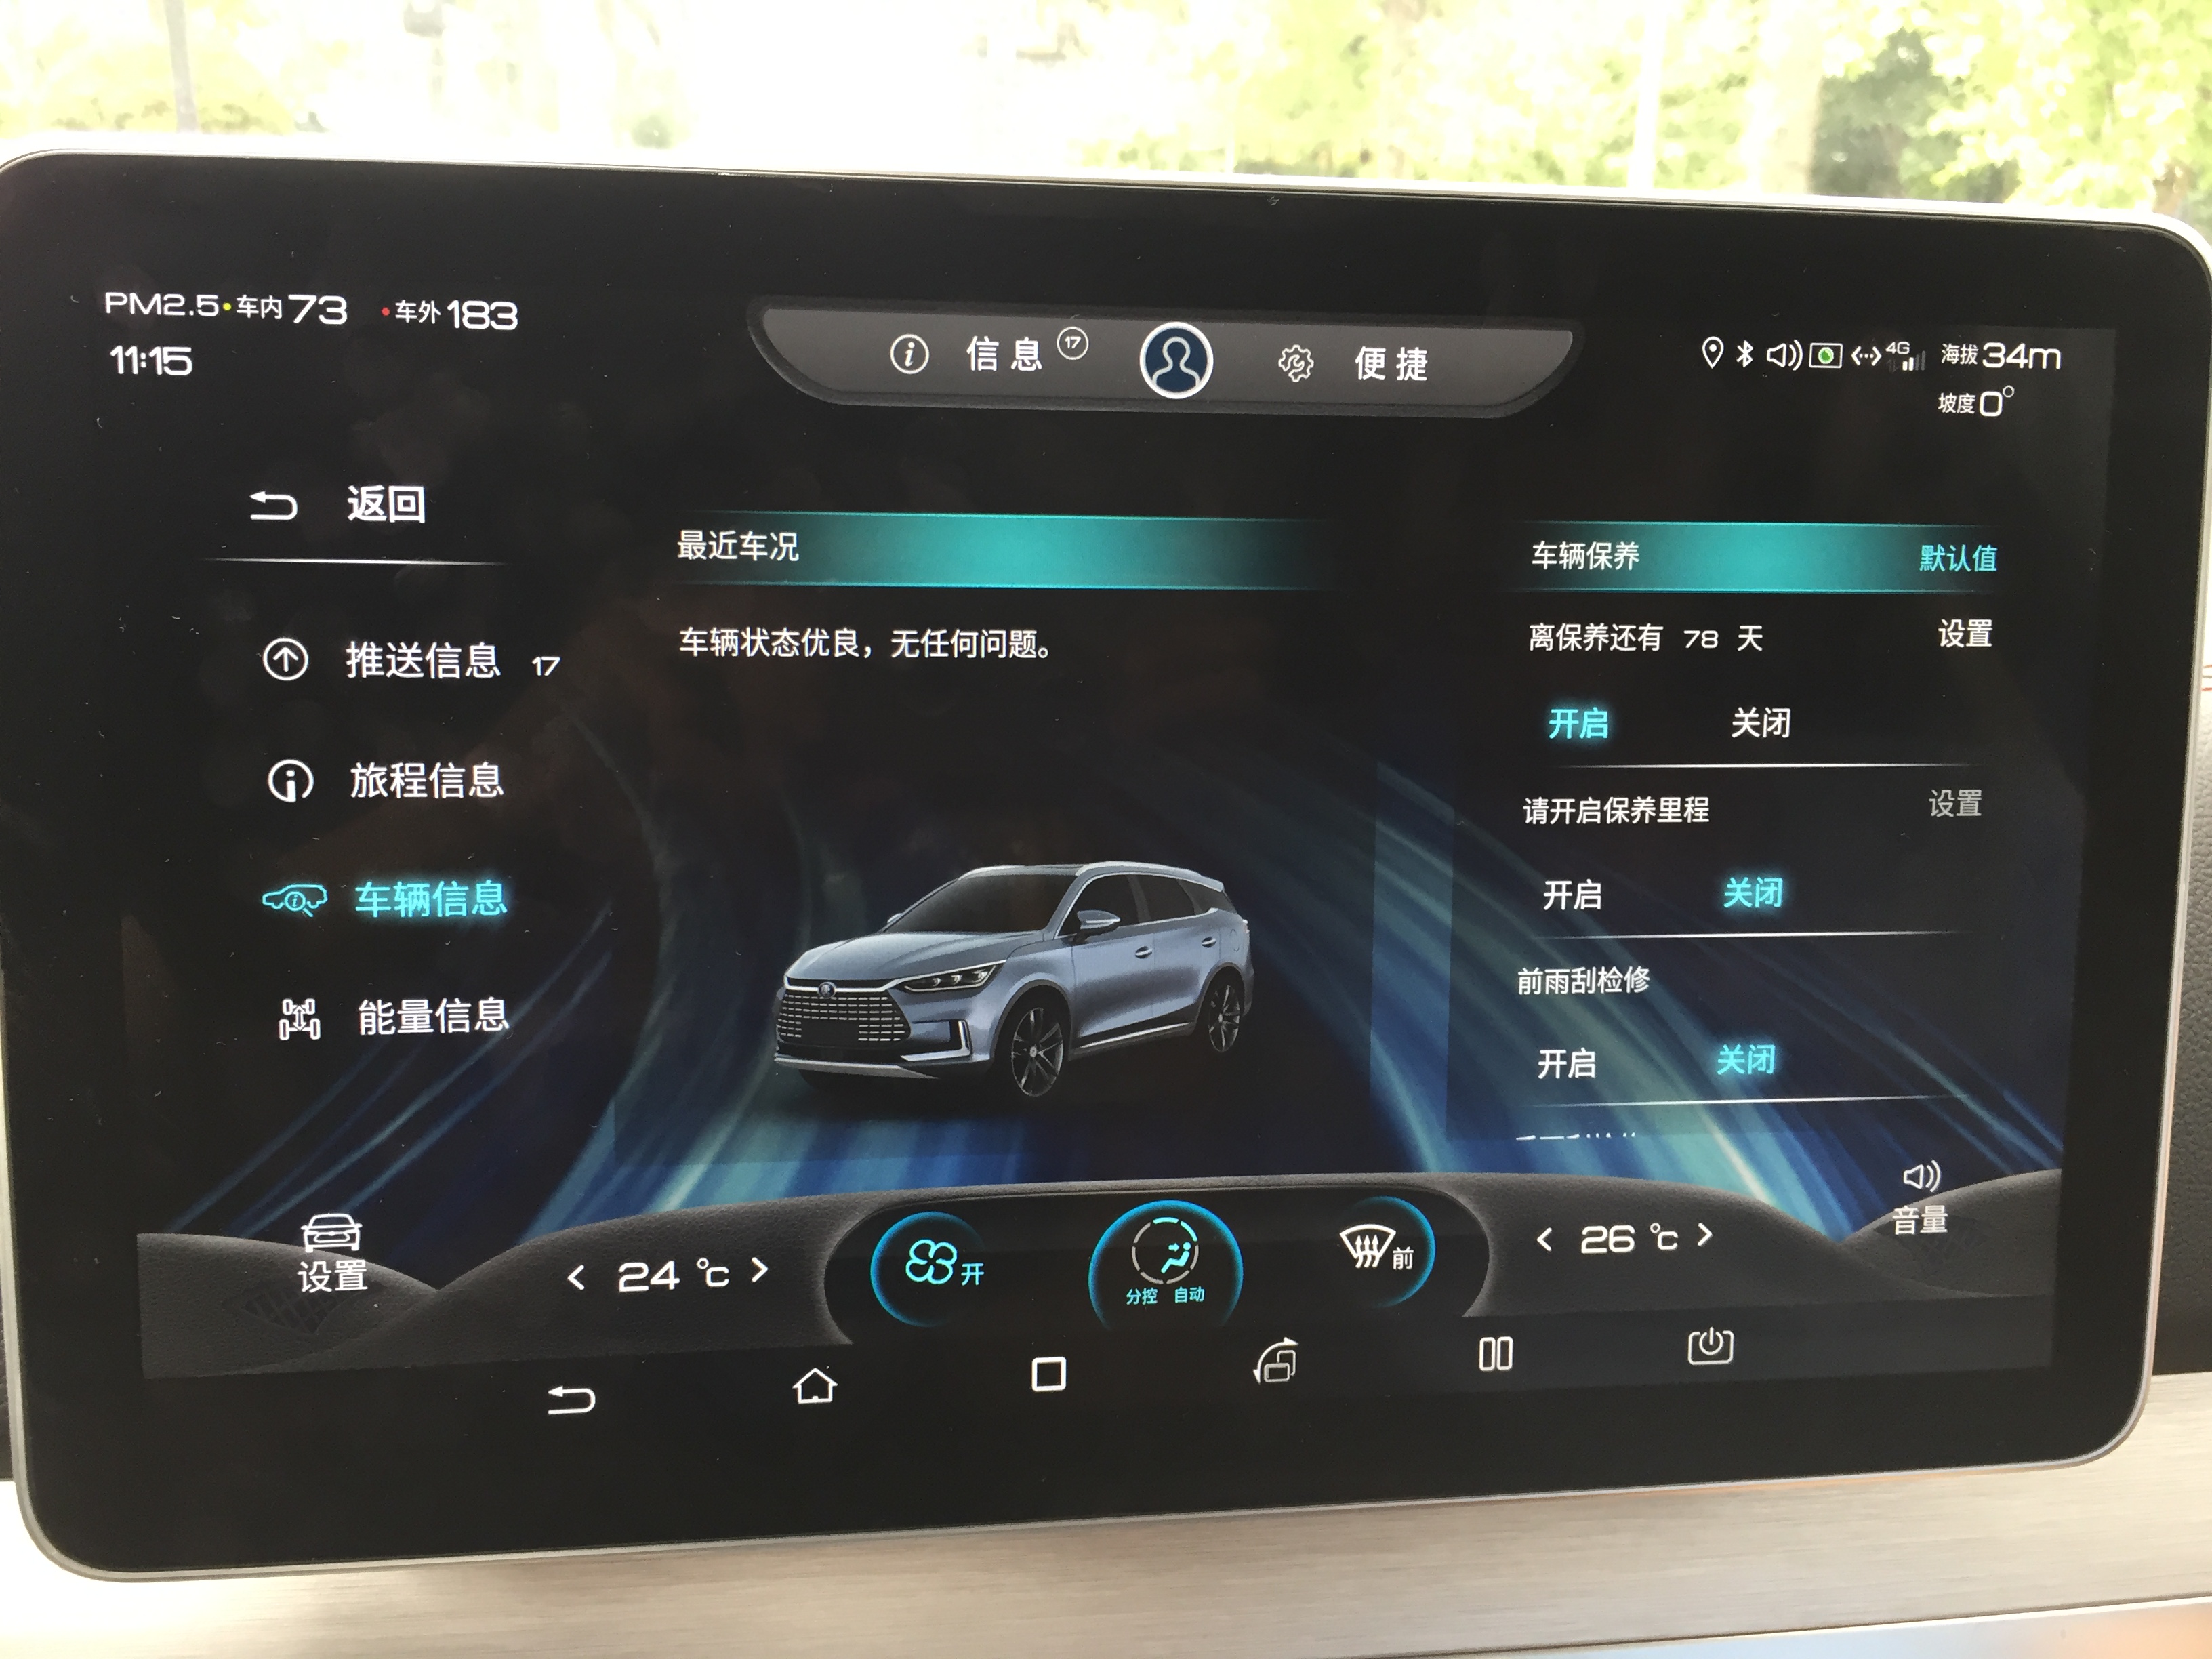 PM2.5 车内 73 车外 183
11:15
信息 17
便捷
4G 海拔 34m
坡度 0°
返回
推送信息 17
旅程信息
车辆信息
能量信息
最近车况
车辆状态优良，无任何问题。
车辆保养 默认值
离保养还有 78 天 设置
开启 关闭
请开启保养里程 设置
开启 关闭
前雨刮检修
开启 关闭
设置
24 ℃
开
分控 自动
前
26 ℃
音量